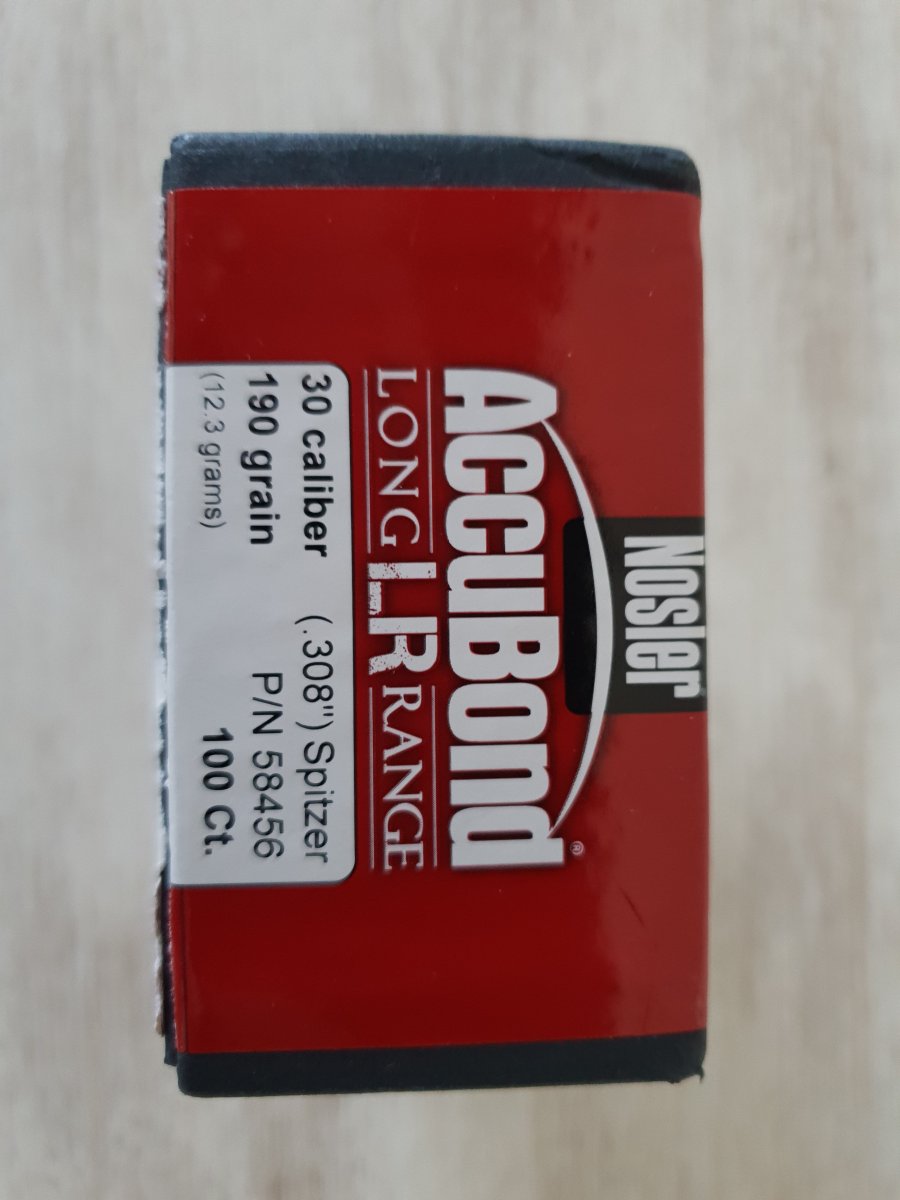 Nosler
AccuBond®
LONG LR RANGE
30 caliber (.308") Spitzer
190 grain P/N 58456
(12.3 grams) 100 Ct.